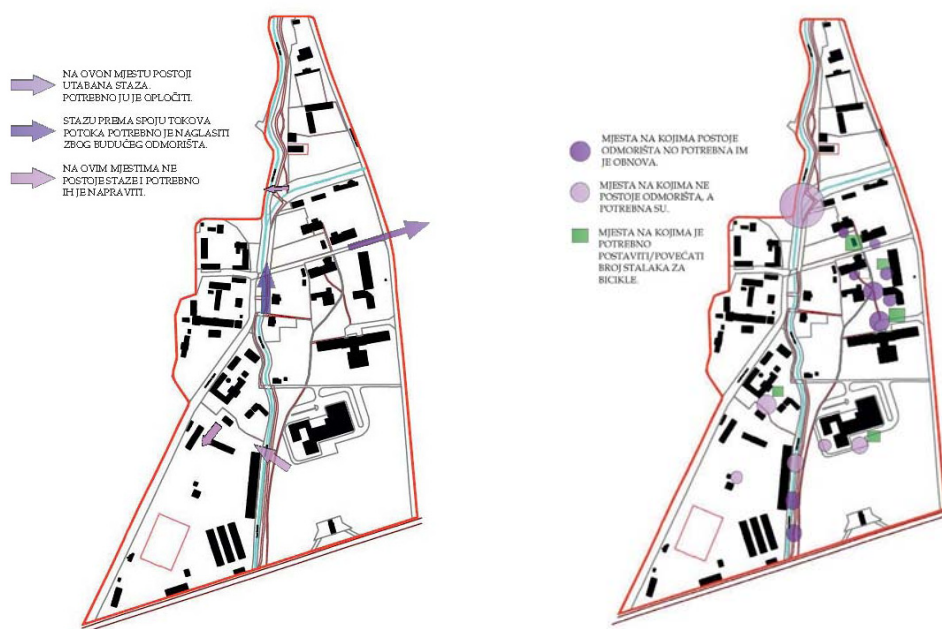 NA OVON MJESTU POSTOJI
UTABANA STAZA.
POTREBNO JU JE OPLOČITI.
STAZU PREMA SPOJU TOKOVA
POTOKA POTREBNO JE NAGLASITI
ZBOG BUDUĆEG ODMORIŠTA.
NA OVIM MJESTIMA NE
POSTOJE STAZE I POTREBNO
IH JE NAPRAVITI.
MJESTA NA KOJIMA POSTOJE
ODMORIŠTA NO POTREBNA IM
JE OBNOVA.
MJESTA NA KOJIMA NE
POSTOJE ODMORIŠTA, A
POTREBNA SU.
MJESTA NA KOJIMA JE
POTREBNO
POSTAVITI/POVEĆATI
BROJ STALAKA ZA
BICIKLE.